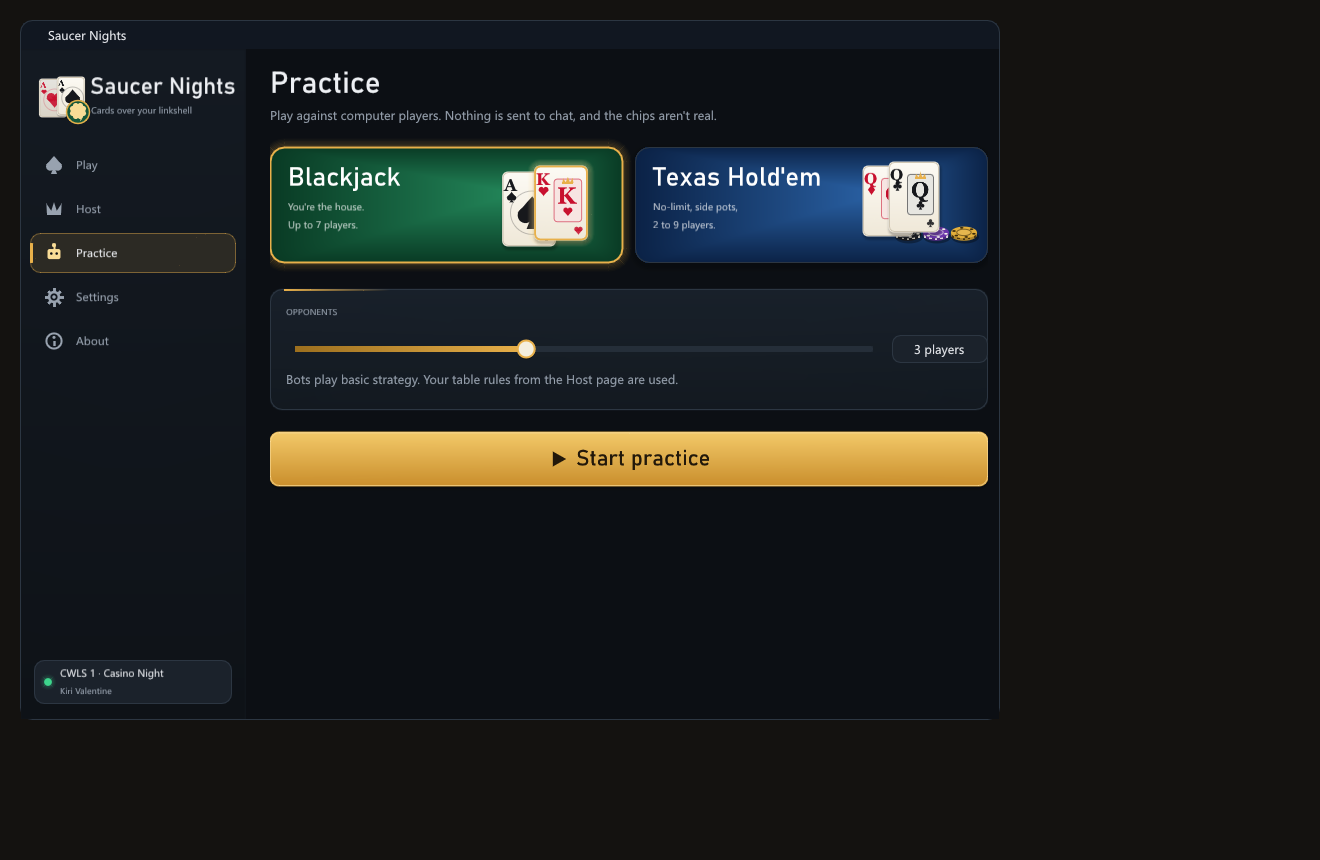 Saucer Nights
Saucer Nights
Cards over your linkshell
Play
Host
Practice
Settings
About
CWLS 1 · Casino Night
Kiri Valentine
Practice
Play against computer players. Nothing is sent to chat, and the chips aren't real.
Blackjack
You're the house.
Up to 7 players.
A
K
K
Texas Hold'em
No-limit, side pots,
2 to 9 players.
Q
Q
Q
OPPONENTS
3 players
Bots play basic strategy. Your table rules from the Host page are used.
Start practice